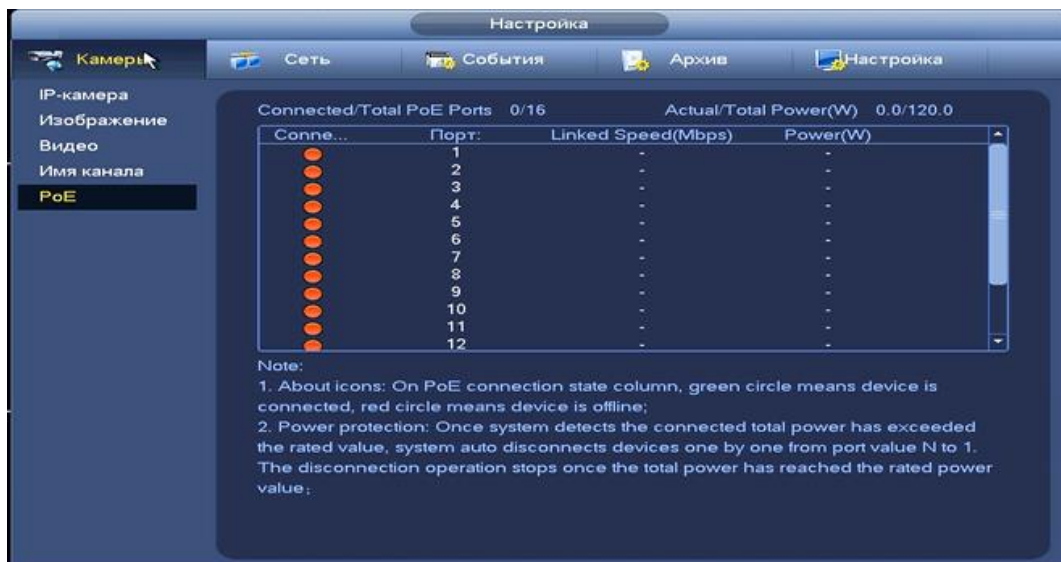 Настройка
Камеры Сеть События Архив Настройка
IP-камера
Изображение
Видео
Имя канала
PoE
Connected/Total PoE Ports 0/16 Actual/Total Power(W) 0.0/120.0
Conne... Порт: Linked Speed(Mbps) Power(W)
1 - -
2 - -
3 - -
4 - -
5 - -
6 - -
7 - -
8 - -
9 - -
10 - -
11 - -
12 - -
Note:
1. About icons: On PoE connection state column, green circle means device is
connected, red circle means device is offline;
2. Power protection: Once system detects the connected total power has exceeded
the rated value, system auto disconnects devices one by one from port value N to 1.
The disconnection operation stops once the total power has reached the rated power
value;